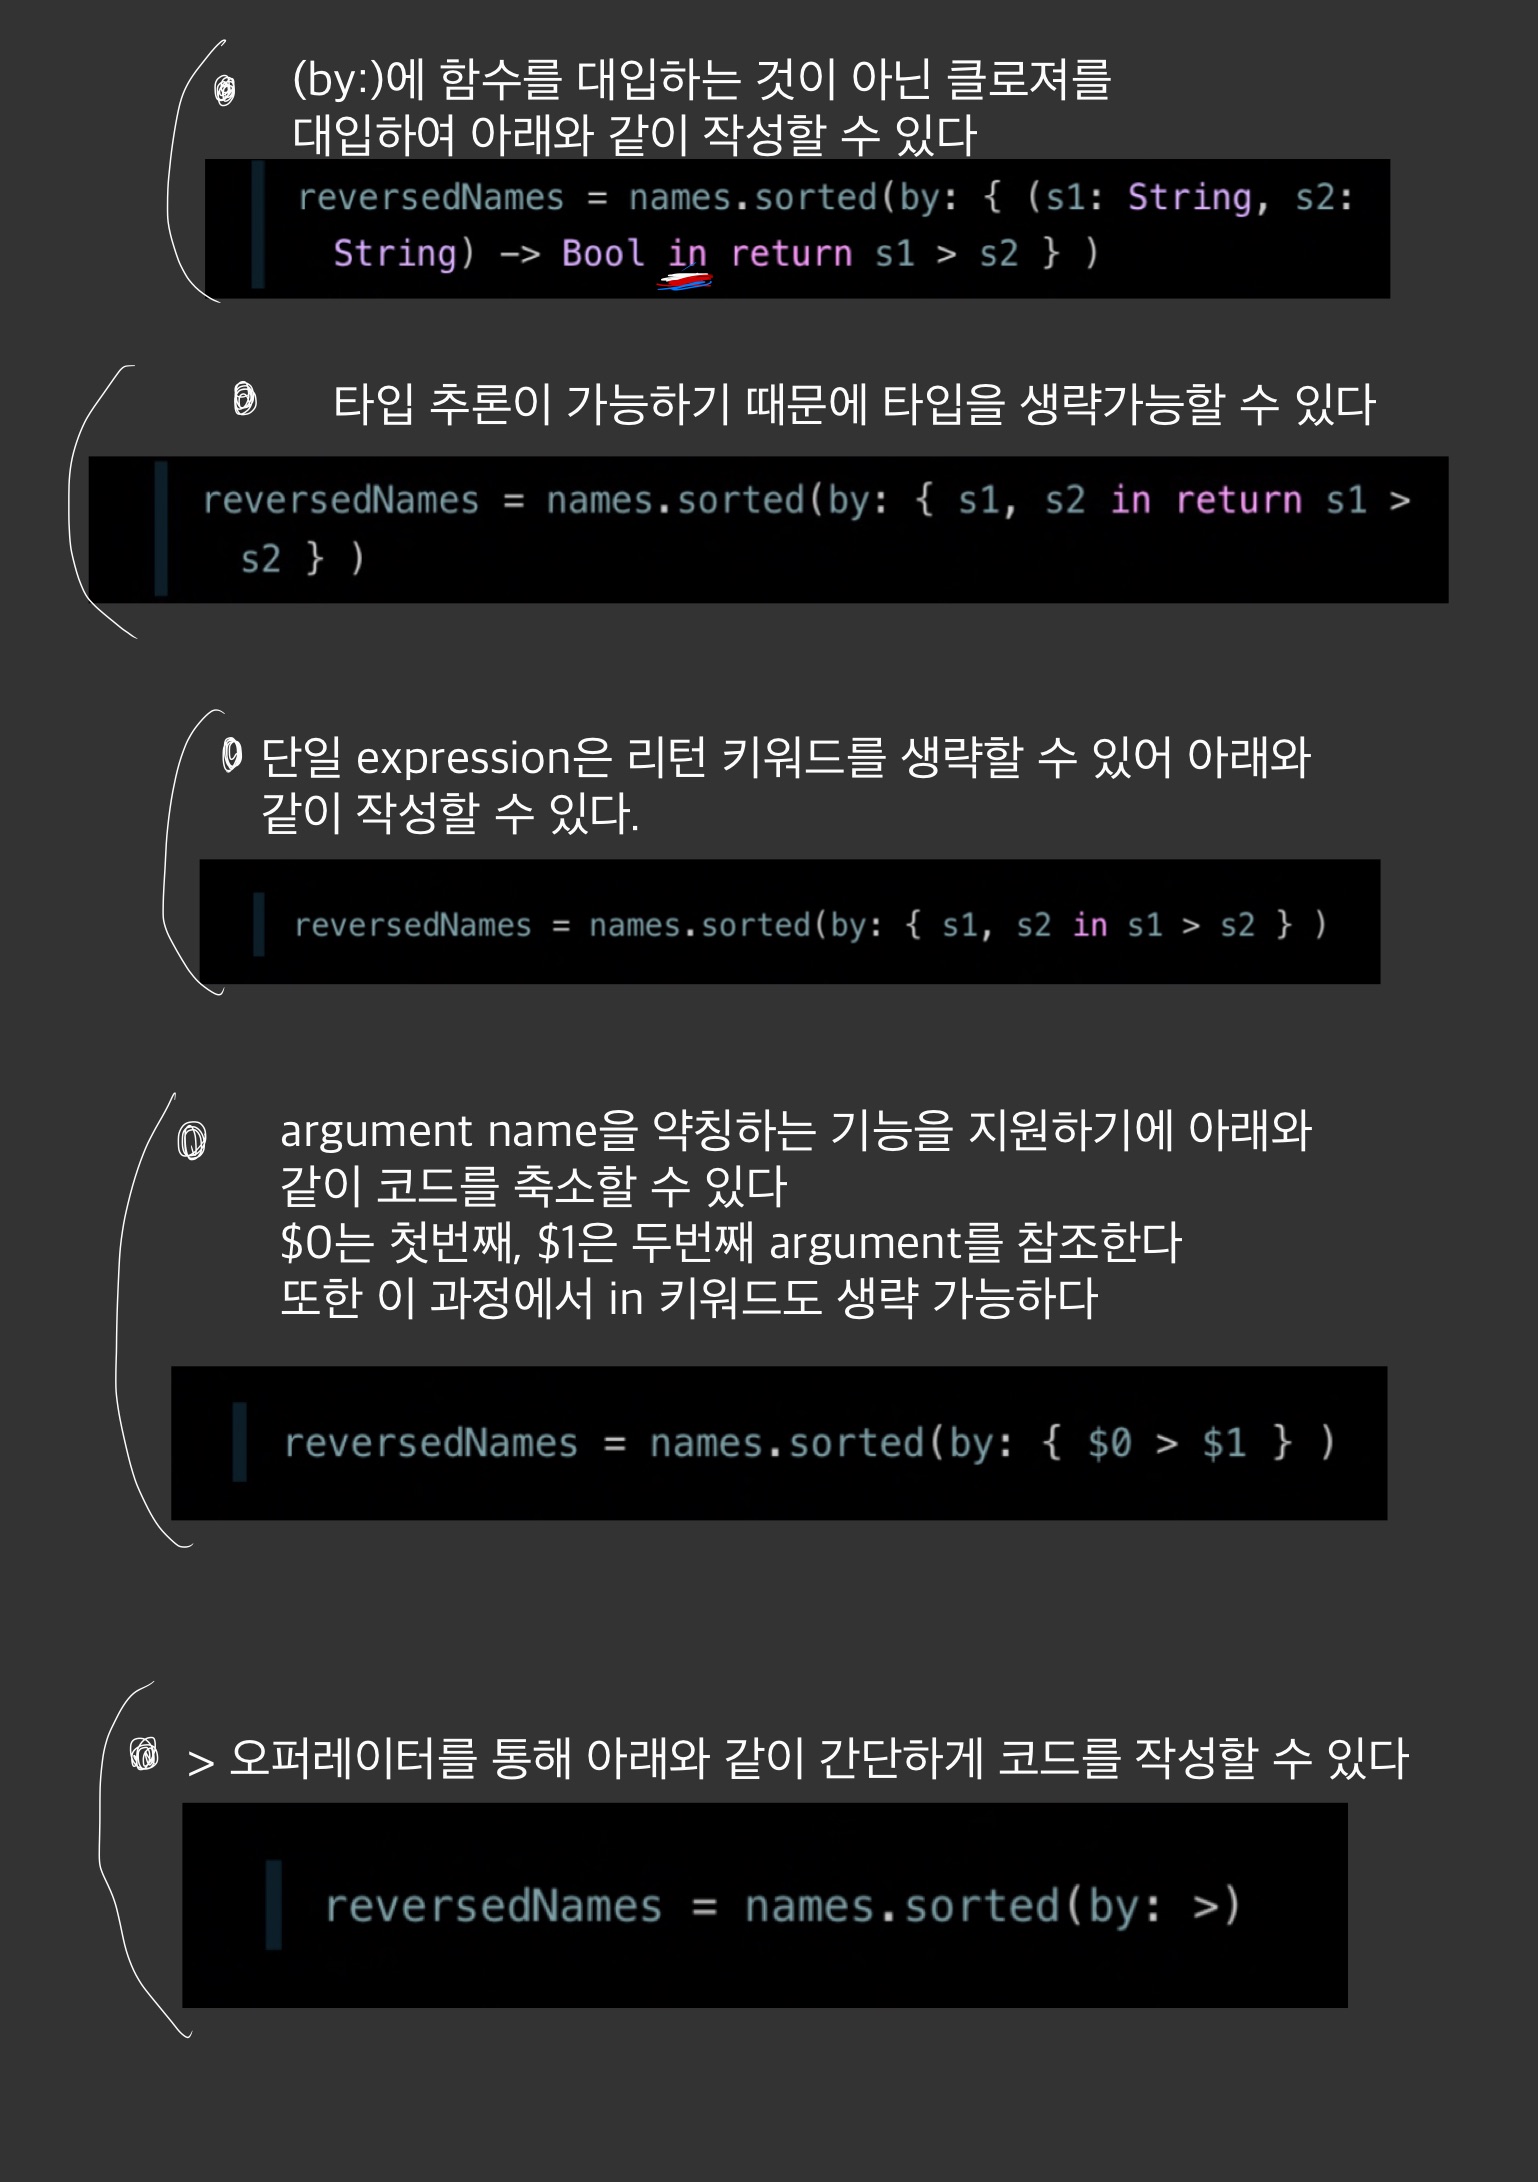 (by:)에 함수를 대입하는 것이 아닌 클로져를
대입하여 아래와 같이 작성할 수 있다
reversedNames = names.sorted(by: { (s1: String, s2:
String) -> Bool in return s1 > s2 } )
타입 추론이 가능하기 때문에 타입을 생략가능할 수 있다
reversedNames = names.sorted(by: { s1, s2 in return s1 >
s2 } )
단일 expression은 리턴 키워드를 생략할 수 있어 아래와
같이 작성할 수 있다.
reversedNames = names.sorted(by: { s1, s2 in s1 > s2 } )
argument name을 약칭하는 기능을 지원하기에 아래와
같이 코드를 축소할 수 있다
$0는 첫번째, $1은 두번째 argument를 참조한다
또한 이 과정에서 in 키워드도 생략 가능하다
reversedNames = names.sorted(by: { $0 > $1 } )
> 오퍼레이터를 통해 아래와 같이 간단하게 코드를 작성할 수 있다
reversedNames = names.sorted(by: >)